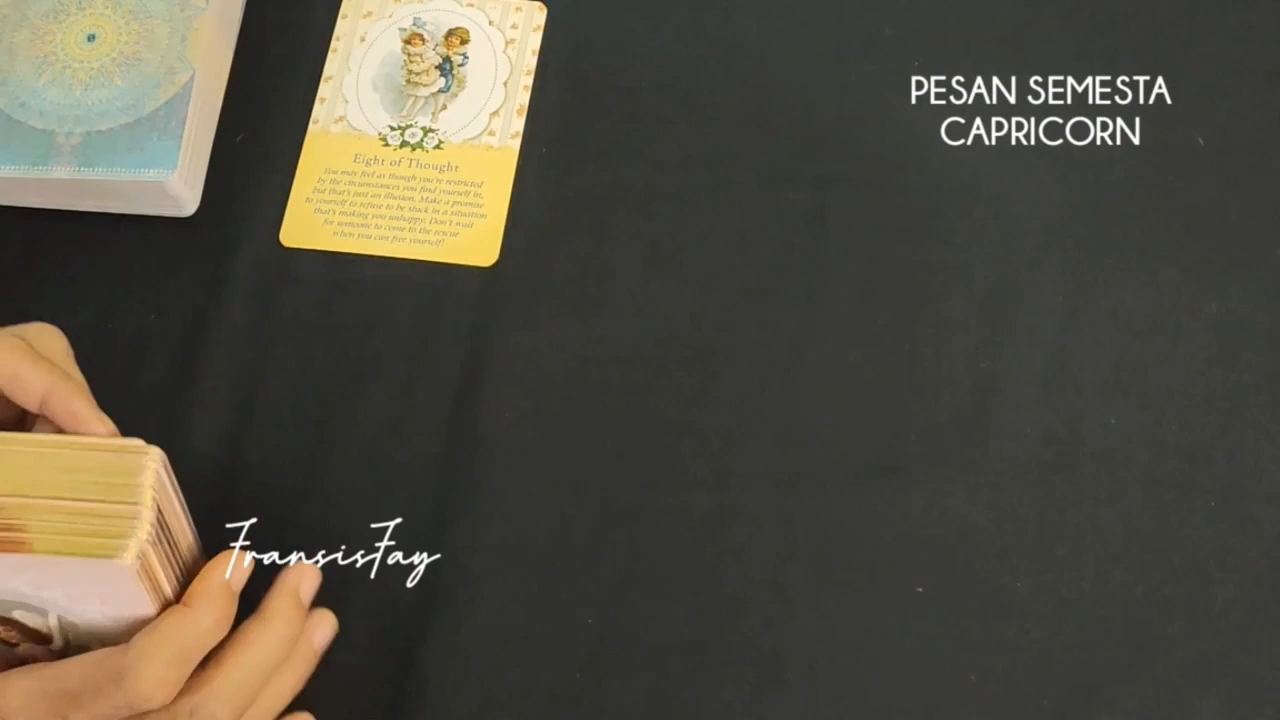 PESAN SEMESTA
CAPRICORN
Eight of Thought
You may feel as though you're restricted
by the circumstances you find yourself in,
but that's just an illusion. Make a promise
to yourself to refuse to be stuck in a situation
that's making you unhappy. Don't wait
for someone to come to the rescue
when you can free yourself!
FransisFay